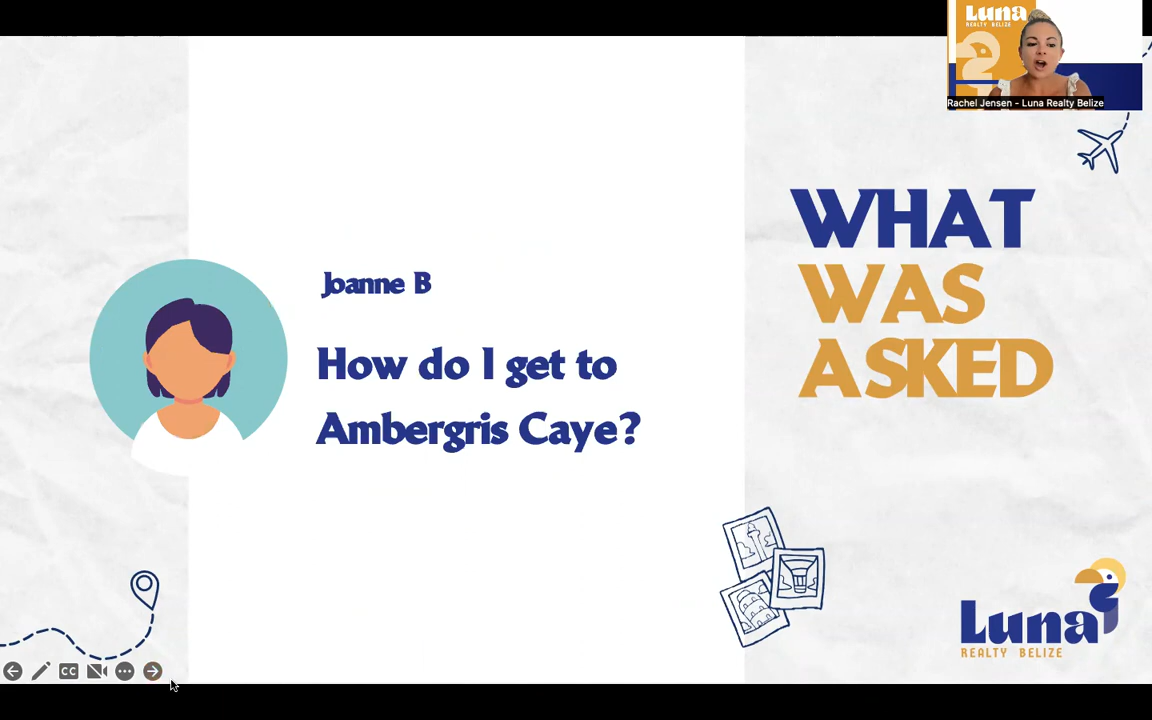 Luna
REALTY BELIZE
Rachel Jensen - Luna Realty Belize
WHAT
WAS
ASKED
Joanne B
How do I get to
Ambergris Caye?
Luna
REALTY BELIZE
CC